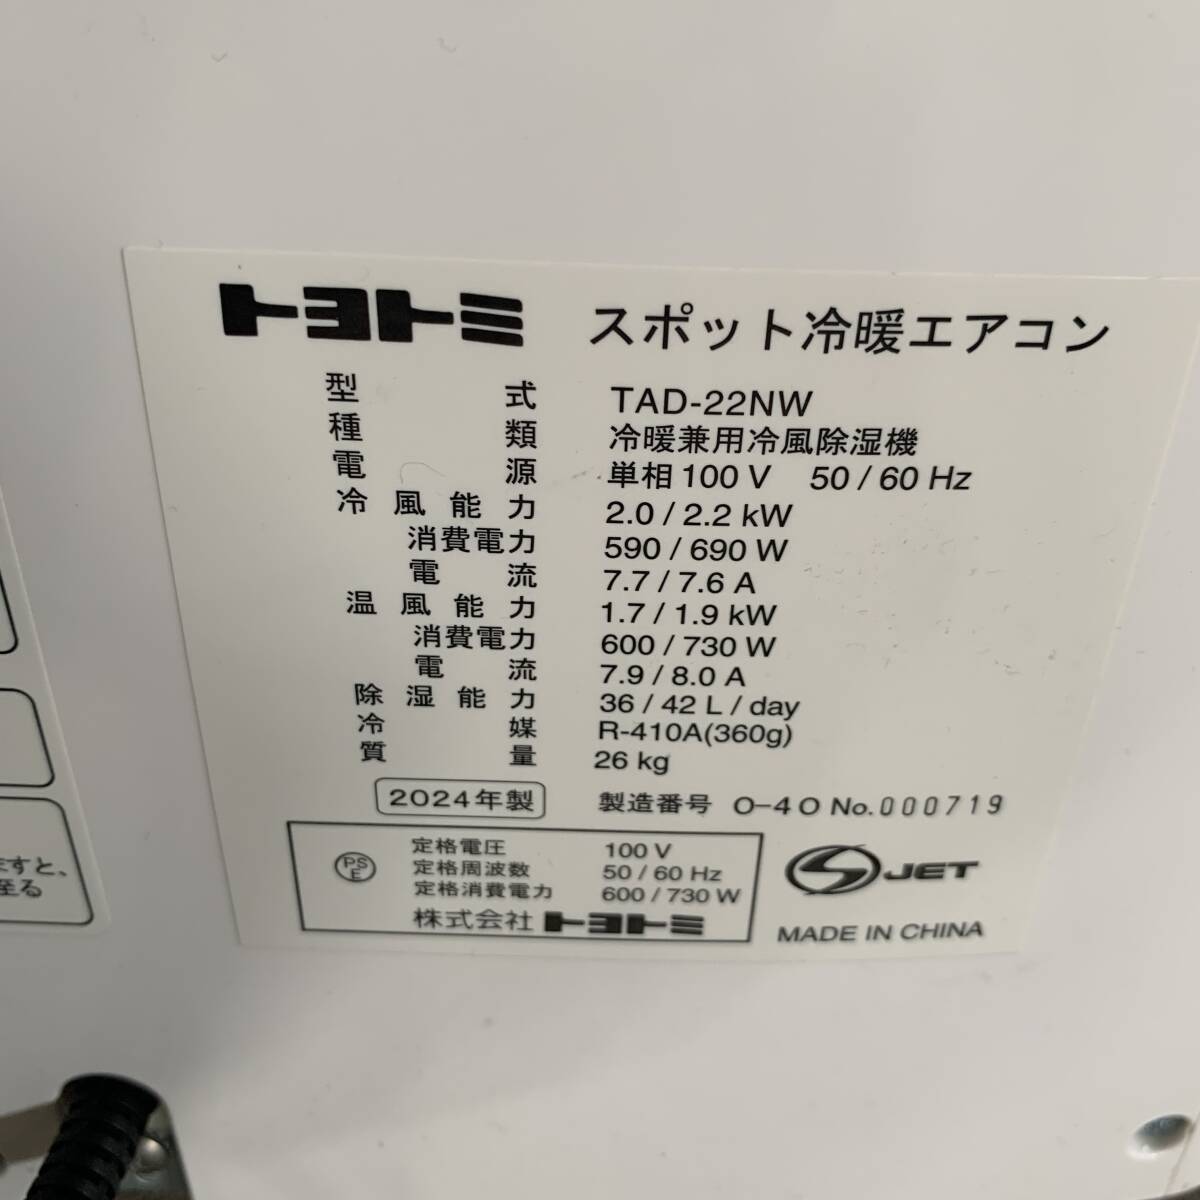 トヨトミ スポット冷暖エアコン
型式 TAD-22NW
種類 冷暖兼用冷風除湿機
電源 単相 100 V 50 / 60 Hz
冷風能力 2.0 / 2.2 kW
消費電力 590 / 690 W
電流 7.7 / 7.6 A
温風能力 1.7 / 1.9 kW
消費電力 600 / 730 W
電流 7.9 / 8.0 A
除湿能力 36 / 42 L / day
冷媒 R-410A(360g)
質量 26 kg
2024年製 製造番号 O-4O No.000719
PS
E
定格電圧 100 V
定格周波数 50 / 60 Hz
定格消費電力 600 / 730 W
株式会社 トヨトミ
JET
MADE IN CHINA
ますと、
至る